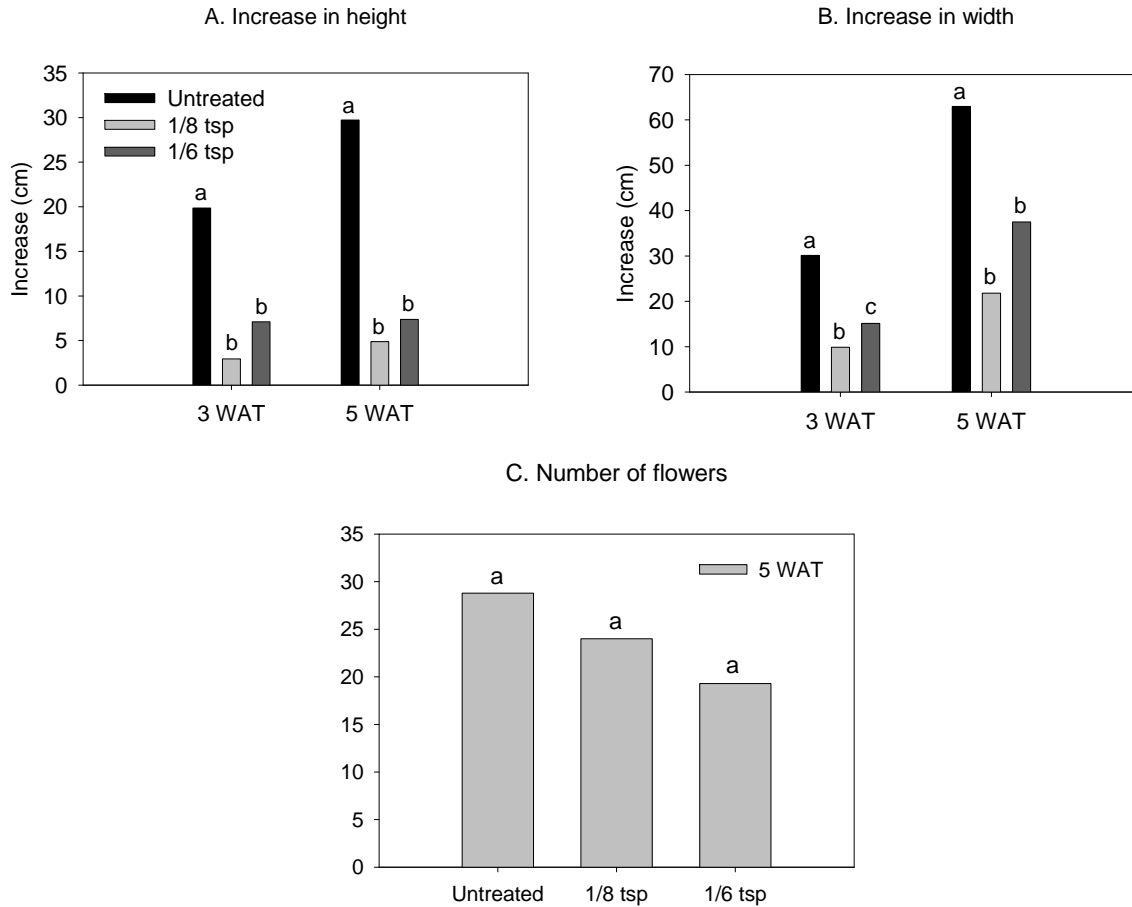 A. Increase in height
35
30
25
20
15
10
5
0
Increase (cm)
Untreated
1/8 tsp
1/6 tsp
a
b
b
a
b
b
3 WAT
5 WAT
B. Increase in width
70
60
50
40
30
20
10
0
Increase (cm)
a
b
c
a
b
b
3 WAT
5 WAT
C. Number of flowers
35
30
25
20
15
10
5
0
5 WAT
a
a
a
Untreated
1/8 tsp
1/6 tsp